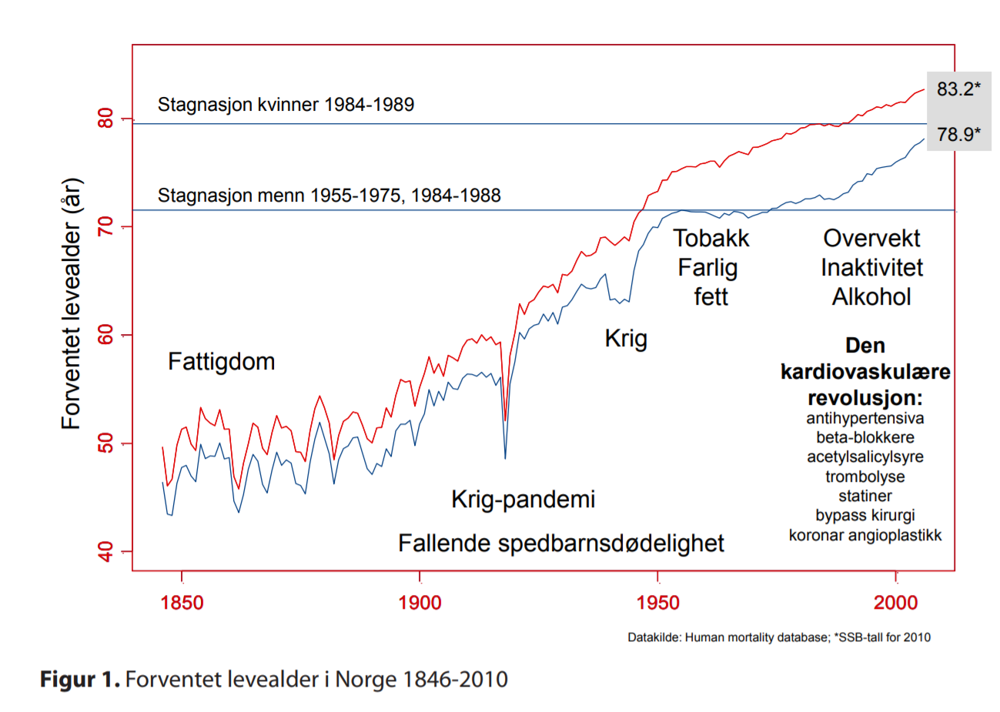 83.2*
Stagnasjon kvinner 1984-1989
80
78.9*
Stagnasjon menn 1955-1975, 1984-1988
Forventet levealder (år)
70
Tobakk
Farlig
fett
Overvekt
Inaktivitet
Alkohol
60
Krig
Fattigdom
Den
kardiovaskulære
revolusjon:
antihypertensiva
beta-blokkere
acetylsalicylsyre
trombolyse
statiner
bypass kirurgi
koronar angioplastikk
50
Krig-pandemi
Fallende spedbarnsdødelighet
40
1850 1900 1950 2000
Datakilde: Human mortality database; *SSB-tall for 2010
Figur 1. Forventet levealder i Norge 1846-2010